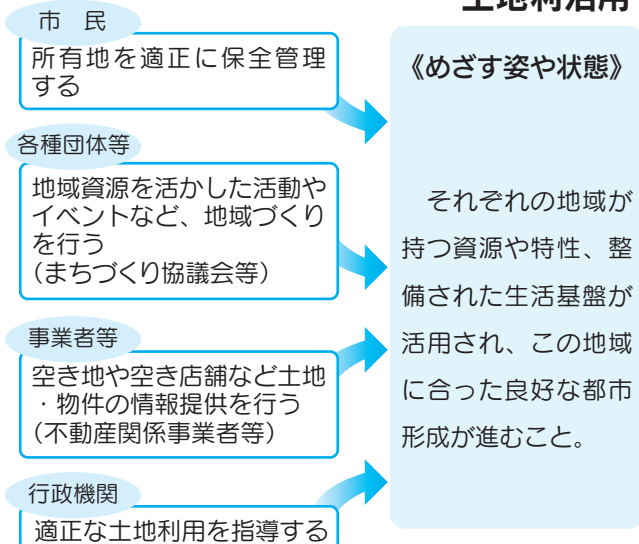 土地利活用
市 民
所有地を適正に保全管理
する
各種団体等
地域資源を活かした活動や
イベントなど、地域づくり
を行う
(まちづくり協議会等)
事業者等
空き地や空き店舗など土地
・物件の情報提供を行う
(不動産関係事業者等)
行政機関
適正な土地利用を指導する
《めざす姿や状態》
それぞれの地域が
持つ資源や特性、整
備された生活基盤が
活用され、この地域
に合った良好な都市
形成が進むこと。